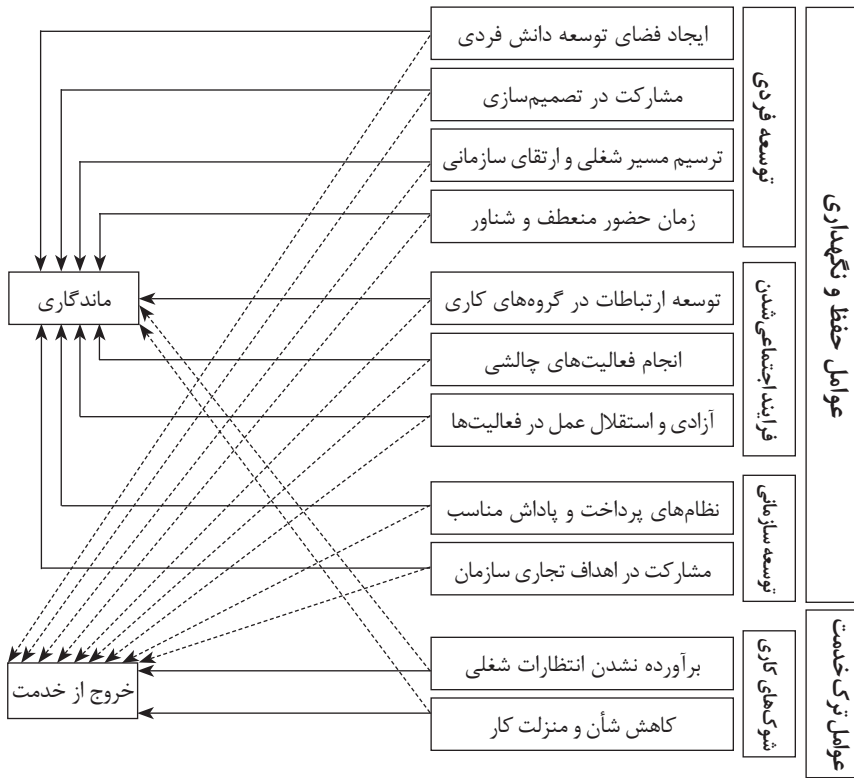 عوامل حفظ و نگهداری
توسعه فردی
ایجاد فضای توسعه دانش فردی
مشارکت در تصمیم‌سازی
ترسیم مسیر شغلی و ارتقای سازمانی
زمان حضور منعطف و شناور
فرایند اجتماعی‌شدن
توسعه ارتباطات در گروه‌های کاری
انجام فعالیت‌های چالشی
آزادی و استقلال عمل در فعالیت‌ها
توسعه سازمانی
نظام‌های پرداخت و پاداش مناسب
مشارکت در اهداف تجاری سازمان
عوامل ترک‌خدمت
شوک‌های کاری
برآورده نشدن انتظارات شغلی
کاهش شأن و منزلت کار
ماندگاری
خروج از خدمت